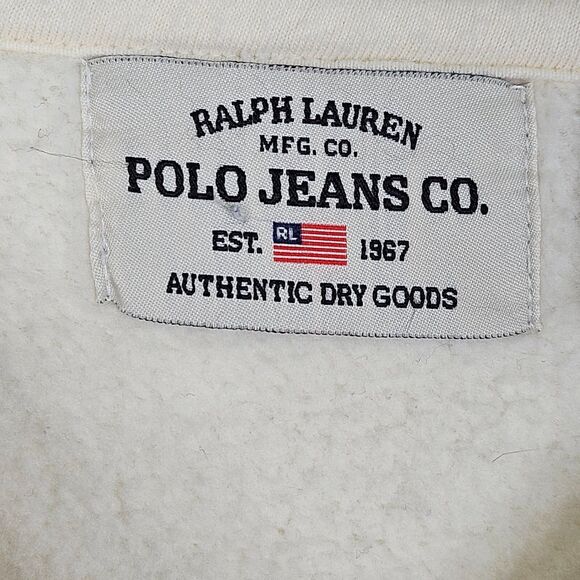 RALPH LAUREN
MFG. CO.
POLO JEANS CO.
EST. RL 1967
AUTHENTIC DRY GOODS